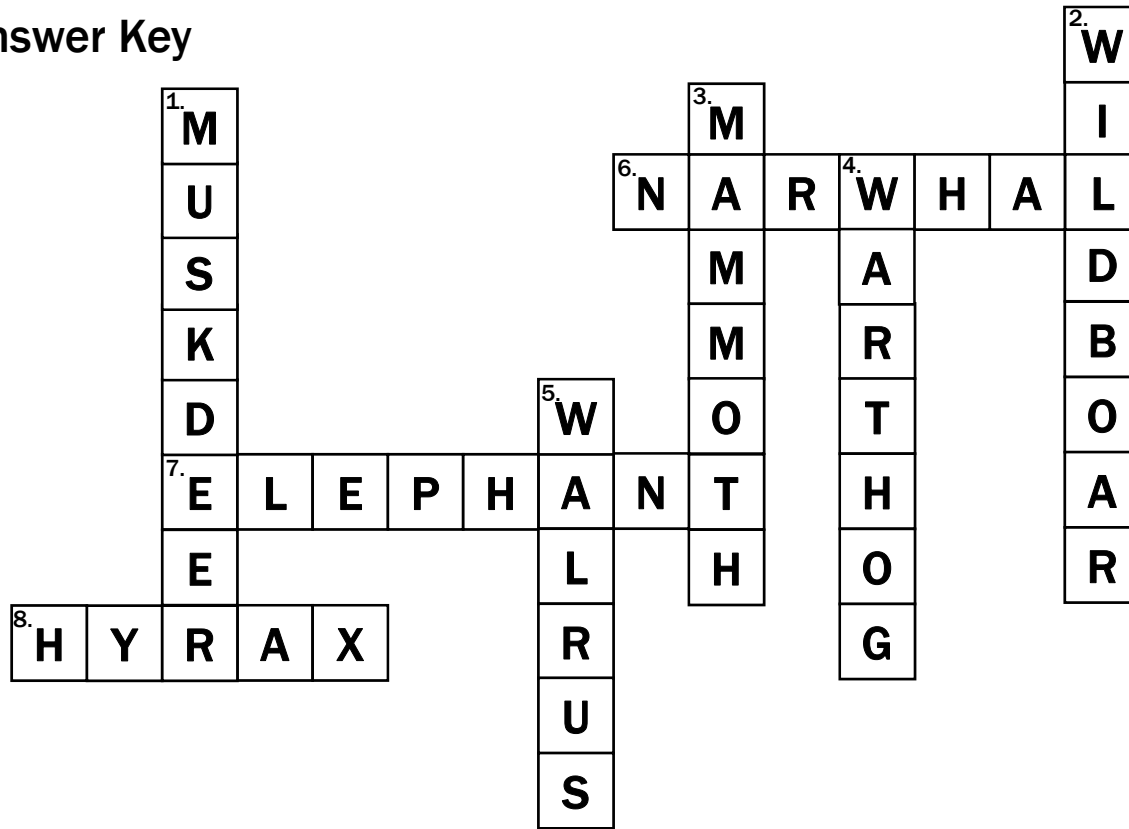 nswer Key
2. W
1. M 3. M I
U 6. N A R 4. W H A L
S M A D
K M R B
D 5. W O T O
7. E L E P H A N T H A
E L H O R
8. H Y R A X R G
U
S